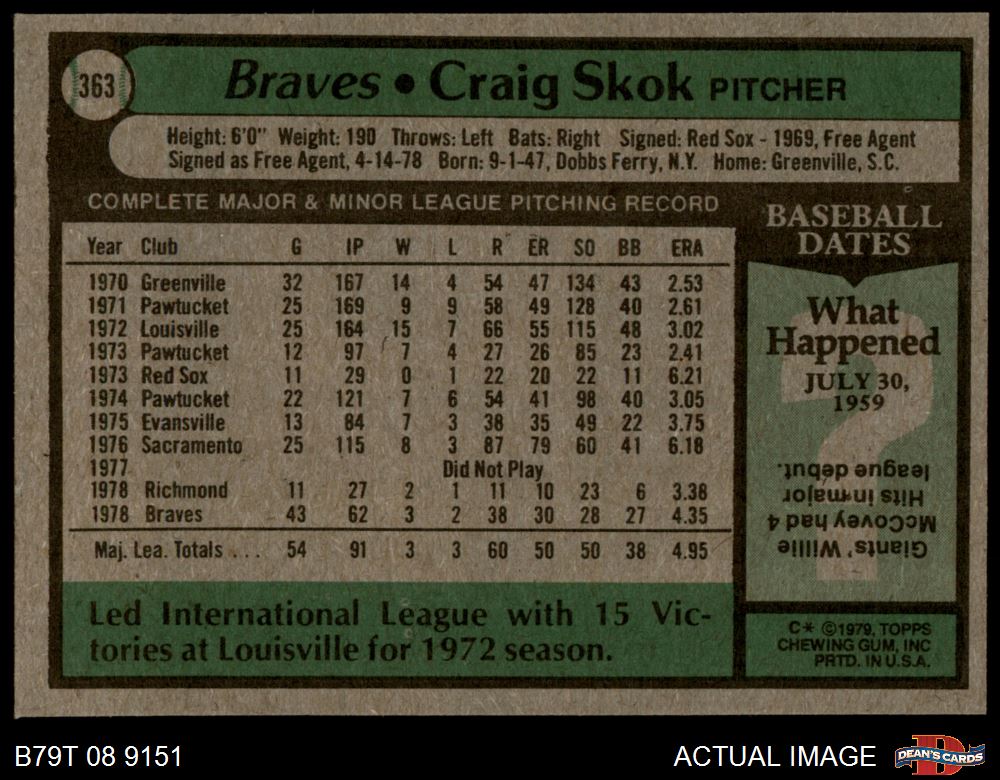 363
Braves • Craig Skok PITCHER
Height: 6'0" Weight: 190 Throws: Left Bats: Right Signed: Red Sox - 1969, Free Agent
Signed as Free Agent, 4-14-78 Born: 9-1-47, Dobbs Ferry, N.Y. Home: Greenville, S.C.
COMPLETE MAJOR & MINOR LEAGUE PITCHING RECORD
Year Club G IP W L R ER SO BB ERA
1970 Greenville 32 167 14 4 54 47 134 43 2.53
1971 Pawtucket 25 169 9 9 58 49 128 40 2.61
1972 Louisville 25 164 15 7 66 55 115 48 3.02
1973 Pawtucket 12 97 7 4 27 26 85 23 2.41
1973 Red Sox 11 29 0 1 22 20 22 11 6.21
1974 Pawtucket 22 121 7 6 54 41 98 40 3.05
1975 Evansville 13 84 7 3 38 35 49 22 3.75
1976 Sacramento 25 115 8 3 87 79 60 41 6.18
1977 Did Not Play
1978 Richmond 11 27 2 1 11 10 23 6 3.38
1978 Braves 43 62 3 2 38 30 28 27 4.35
Maj. Lea. Totals . . . 54 91 3 3 60 50 50 38 4.95
Led International League with 15 Vic-
tories at Louisville for 1972 season.
BASEBALL
DATES
What
Happened
JULY 30,
1959
?
Giants' Willie
McCovey had 4
Hits in major
league debut.
C* ©1979, TOPPS
CHEWING GUM, INC
PRTD. IN U.S.A.
B79T 08 9151
ACTUAL IMAGE
D
DEAN'S CARDS